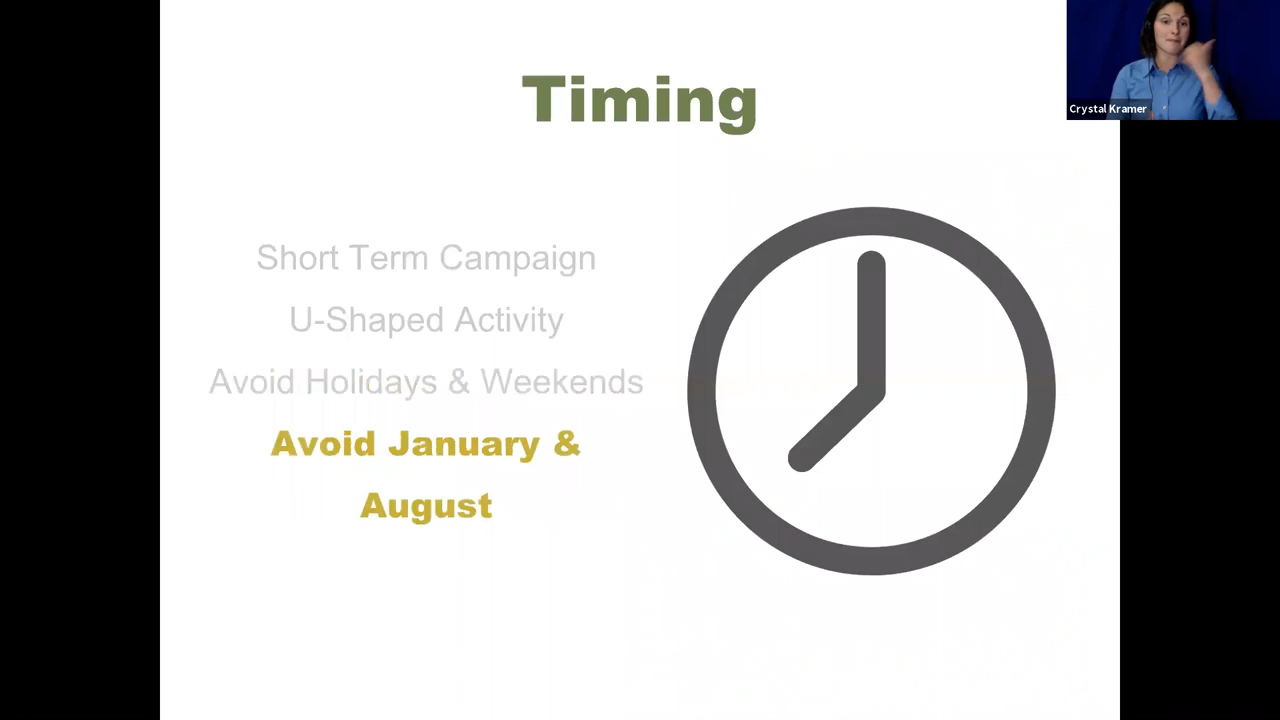 Timing
Crystal Kramer
Short Term Campaign
U-Shaped Activity
Avoid Holidays & Weekends
Avoid January &
August